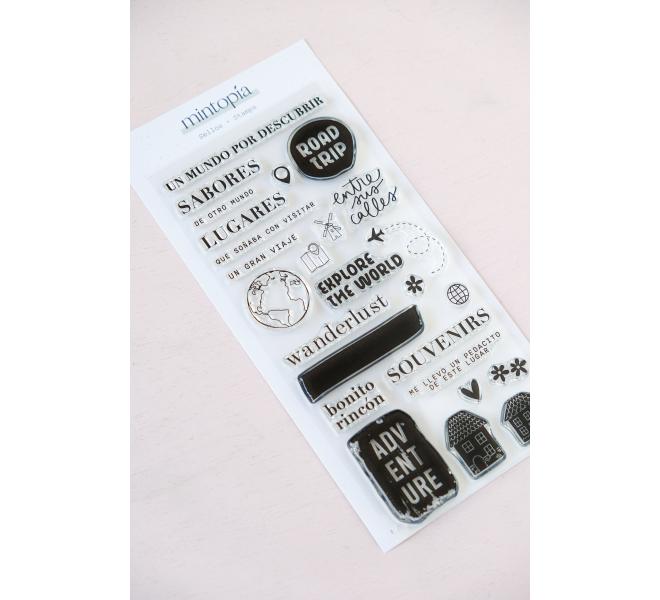 mintopía
Sellos · Stamps
UN MUNDO POR DESCUBRIR
ROAD
TRIP
SABORES
DE OTRO MUNDO
LUGARES
QUE SOÑABA CON VISITAR
entre
sus
calles
UN GRAN VIAJE
EXPLORE
THE WORLD
wanderlust
SOUVENIRS
ME LLEVO UN PEDACITO
DE ESTE LUGAR
bonito
rincón
ADV
ENT
URE